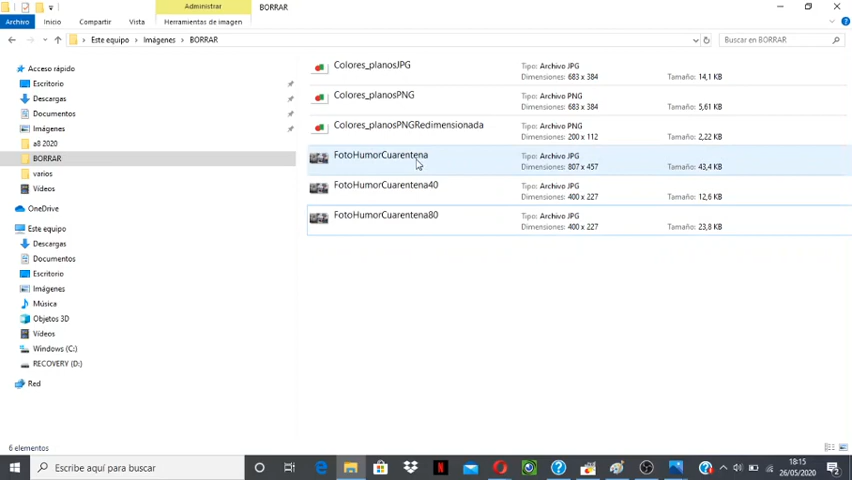 Administrar
BORRAR
Archivo
Inicio
Compartir
Vista
Herramientas de imagen
Este equipo
Imágenes
BORRAR
Buscar en BORRAR
Acceso rápido
Escritorio
Descargas
Documentos
Imágenes
a8 2020
BORRAR
varios
Vídeos
OneDrive
Este equipo
Descargas
Documentos
Escritorio
Imágenes
Música
Objetos 3D
Vídeos
Windows (C:)
RECOVERY (D:)
Red
Colores_planosJPG
Tipo: Archivo JPG
Dimensiones: 683 x 384
Tamaño: 14,1 KB
Colores_planosPNG
Tipo: Archivo PNG
Dimensiones: 683 x 384
Tamaño: 5,61 KB
Colores_planosPNGRedimensionada
Tipo: Archivo PNG
Dimensiones: 200 x 112
Tamaño: 2,22 KB
FotoHumorCuarentena
Tipo: Archivo JPG
Dimensiones: 807 x 457
Tamaño: 43,4 KB
FotoHumorCuarentena40
Tipo: Archivo JPG
Dimensiones: 400 x 227
Tamaño: 12,6 KB
FotoHumorCuarentena80
Tipo: Archivo JPG
Dimensiones: 400 x 227
Tamaño: 23,8 KB
6 elementos
Escribe aquí para buscar
18:15
26/05/2020